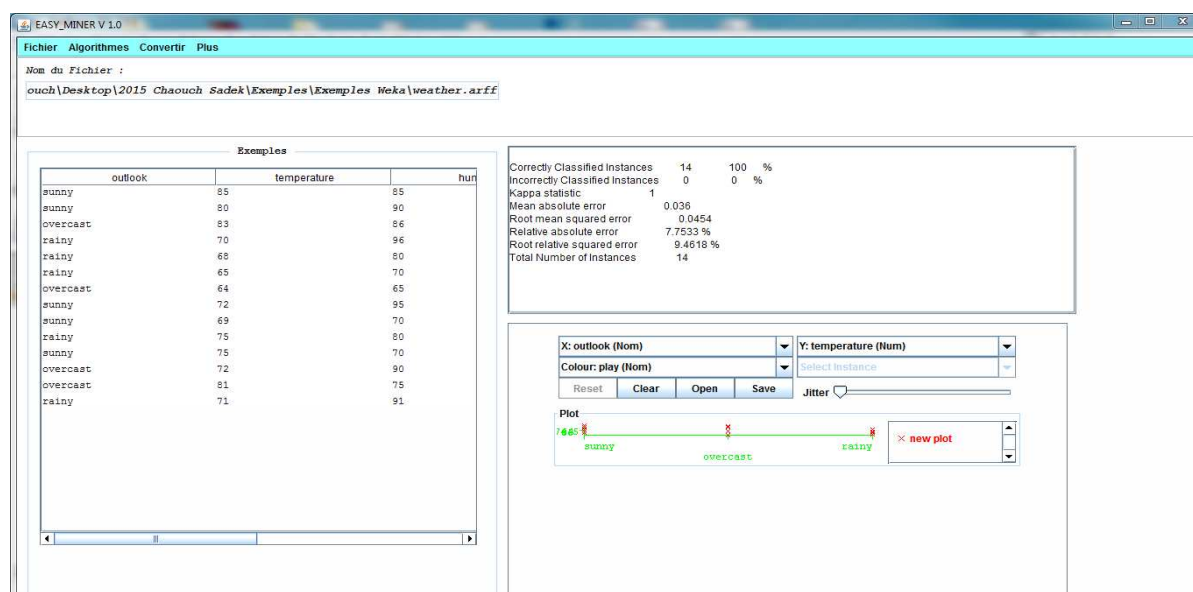 EASY_MINER V 1.0
Fichier Algorithmes Convertir Plus
Nom du Fichier :
ouch\Desktop\2015 Chaouch Sadek\Exemples\Exemples Weka\weather.arff
Exemples
outlook temperature hun
sunny 85 85
sunny 80 90
overcast 83 86
rainy 70 96
rainy 68 80
rainy 65 70
overcast 64 65
sunny 72 95
sunny 69 70
rainy 75 80
sunny 75 70
overcast 72 90
overcast 81 75
rainy 71 91
Correctly Classified Instances 14 100 %
Incorrectly Classified Instances 0 0 %
Kappa statistic 1
Mean absolute error 0.036
Root mean squared error 0.0454
Relative absolute error 7.7533 %
Root relative squared error 9.4618 %
Total Number of Instances 14
X: outlook (Nom) Y: temperature (Num)
Colour: play (Nom) Select Instance
Reset Clear Open Save Jitter
Plot
sunny overcast rainy
new plot